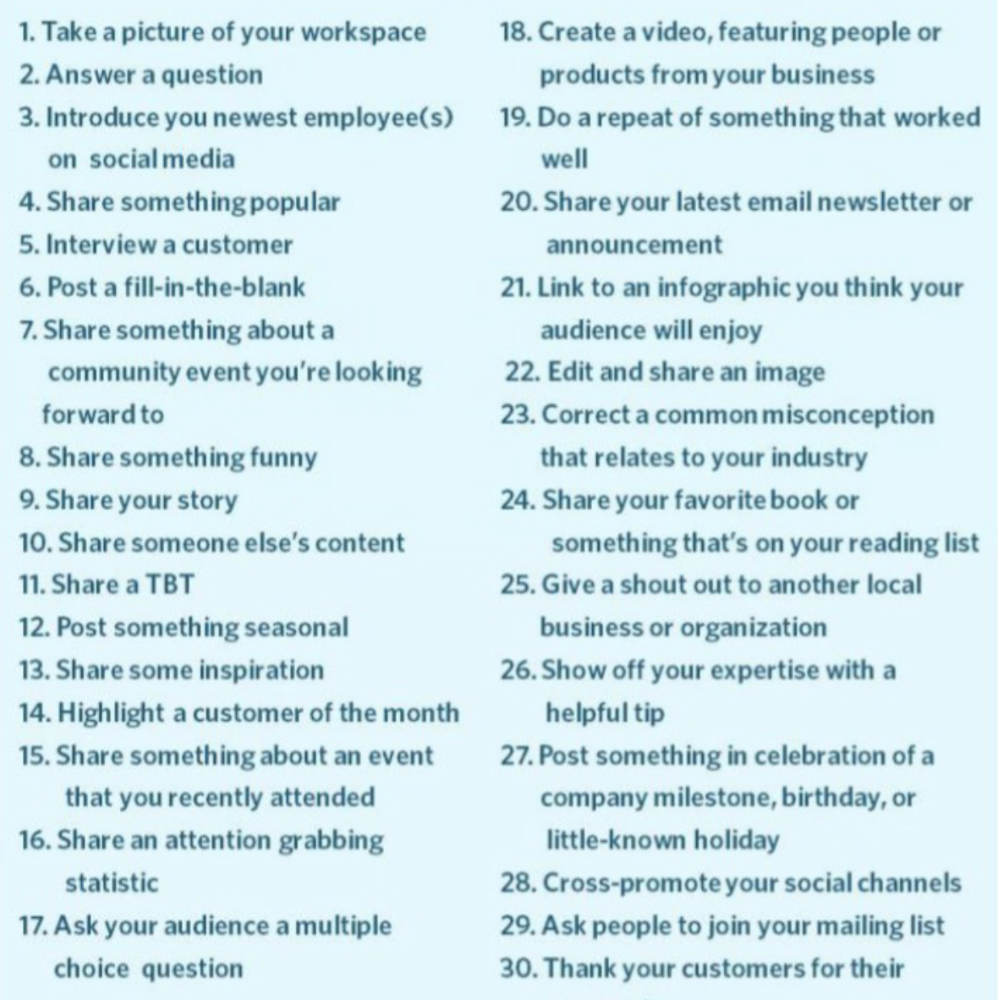 1. Take a picture of your workspace
2. Answer a question
3. Introduce you newest employee(s)
on social media
4. Share something popular
5. Interview a customer
6. Post a fill-in-the-blank
7. Share something about a
community event you're looking
forward to
8. Share something funny
9. Share your story
10. Share someone else's content
11. Share a TBT
12. Post something seasonal
13. Share some inspiration
14. Highlight a customer of the month
15. Share something about an event
that you recently attended
16. Share an attention grabbing
statistic
17. Ask your audience a multiple
choice question
18. Create a video, featuring people or
products from your business
19. Do a repeat of something that worked
well
20. Share your latest email newsletter or
announcement
21. Link to an infographic you think your
audience will enjoy
22. Edit and share an image
23. Correct a common misconception
that relates to your industry
24. Share your favorite book or
something that's on your reading list
25. Give a shout out to another local
business or organization
26. Show off your expertise with a
helpful tip
27. Post something in celebration of a
company milestone, birthday, or
little-known holiday
28. Cross-promote your social channels
29. Ask people to join your mailing list
30. Thank your customers for their